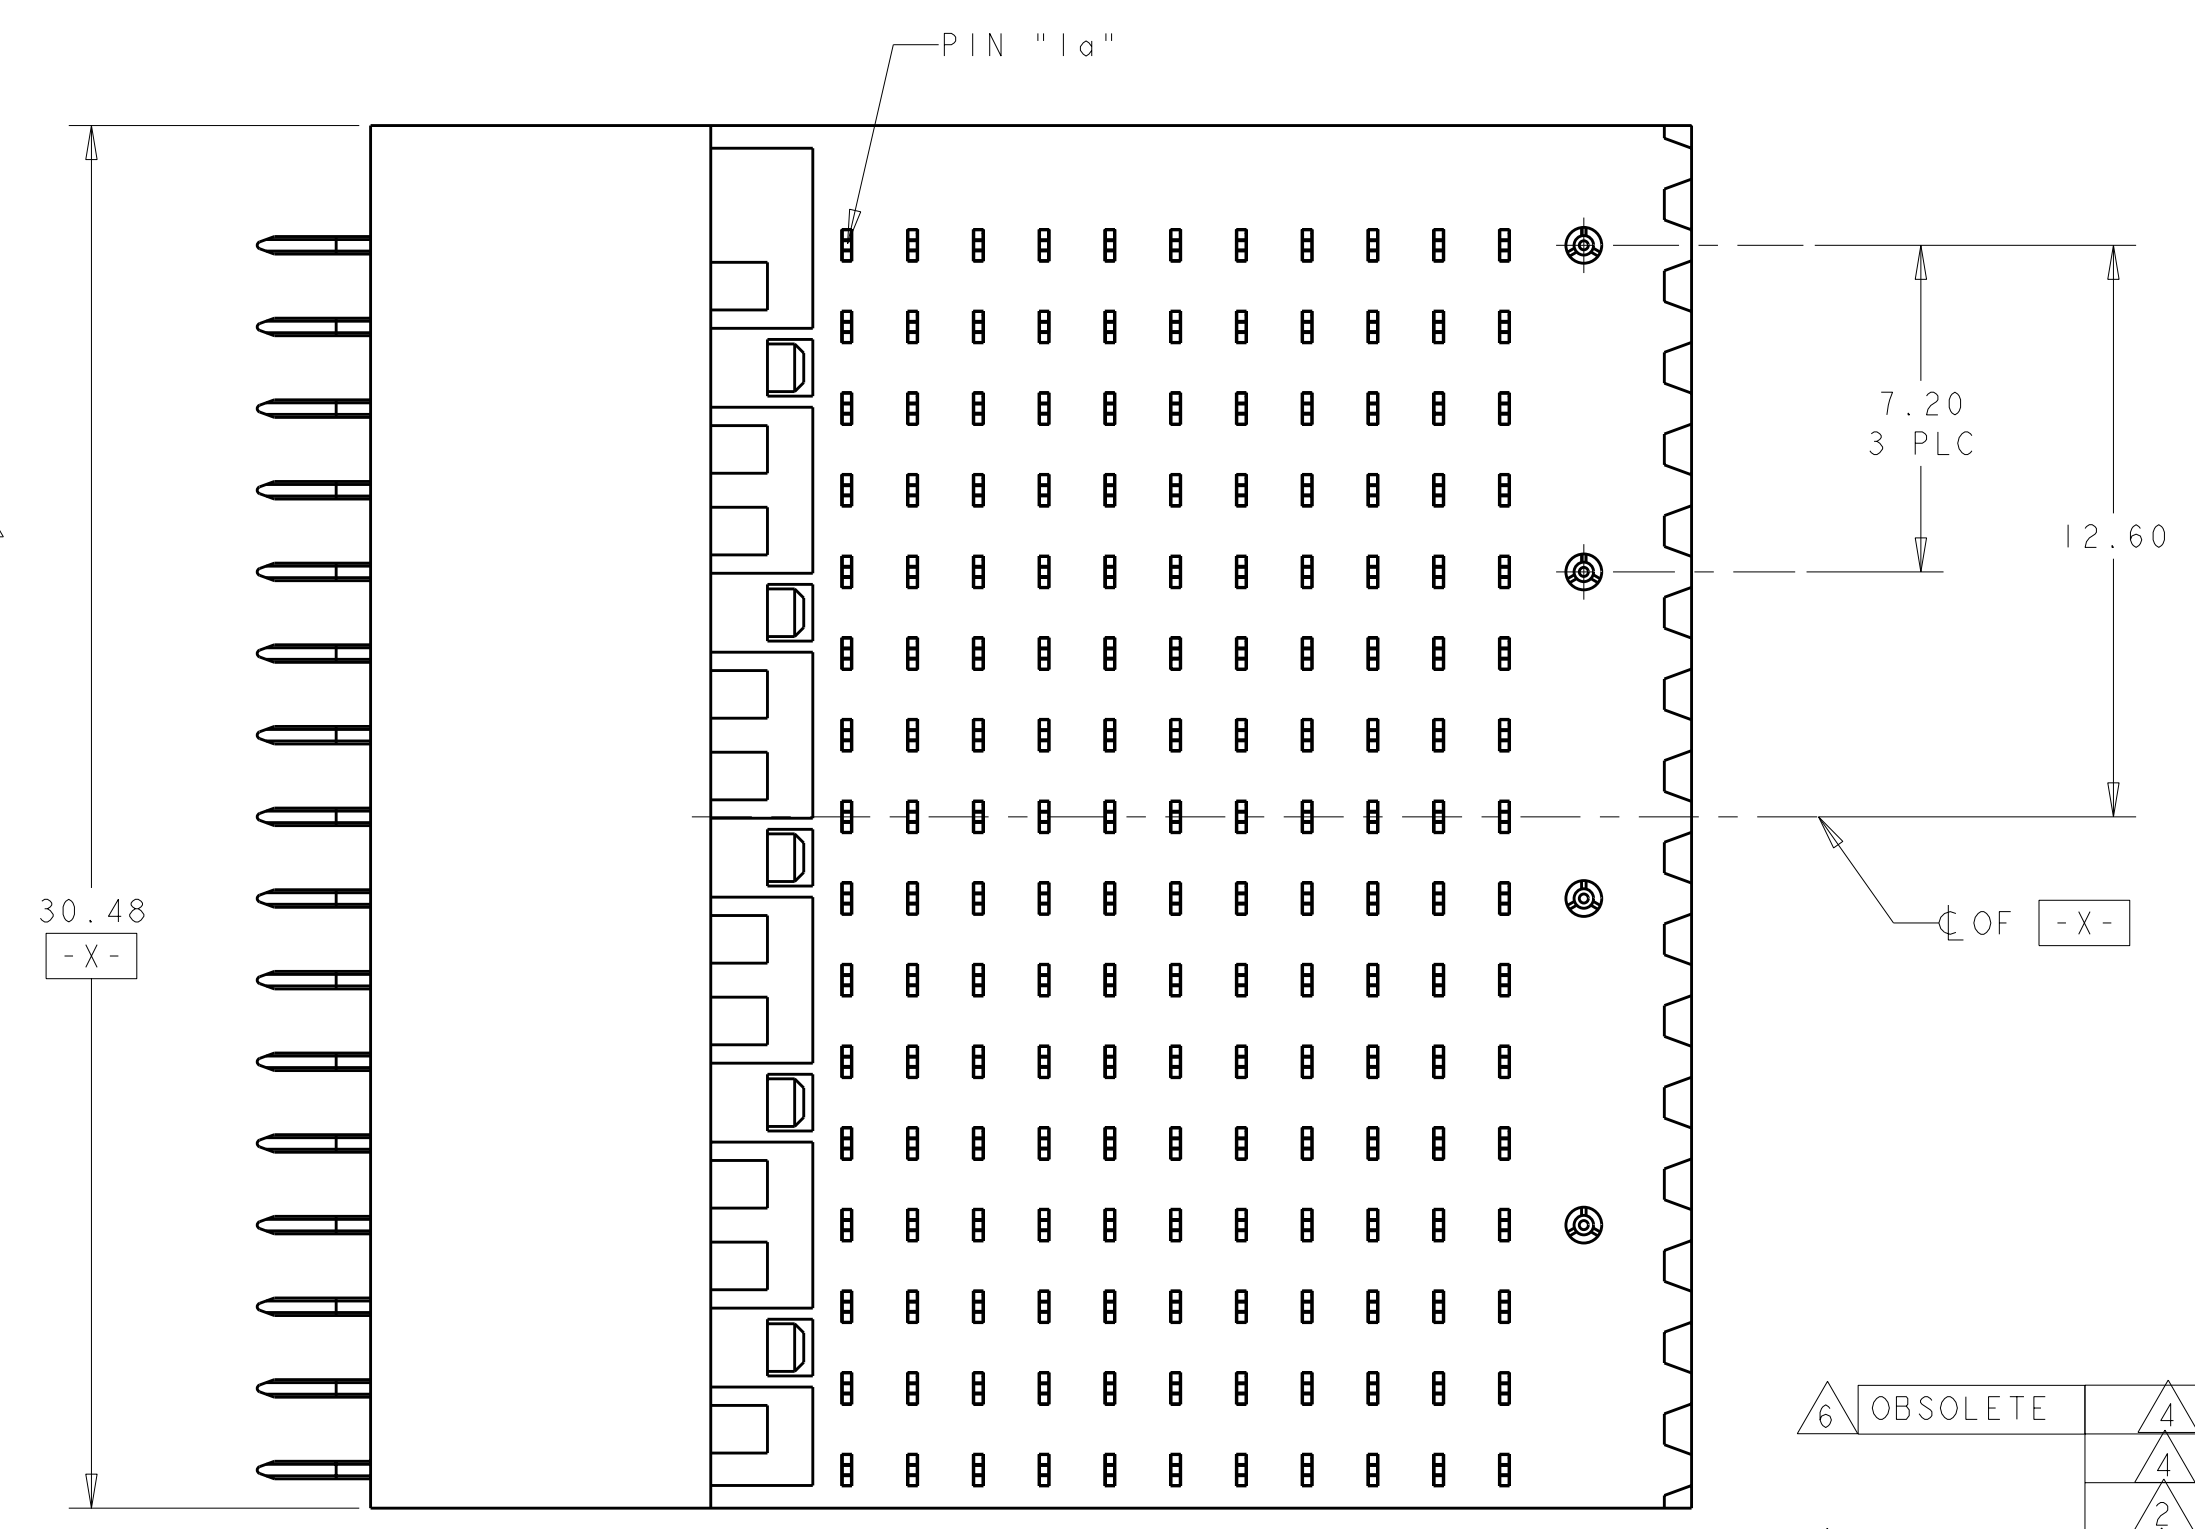 PIN "1a"
7.20
3 PLC
12.60
30.48
-X-
℄ OF -X-
6 OBSOLETE 4
4
2